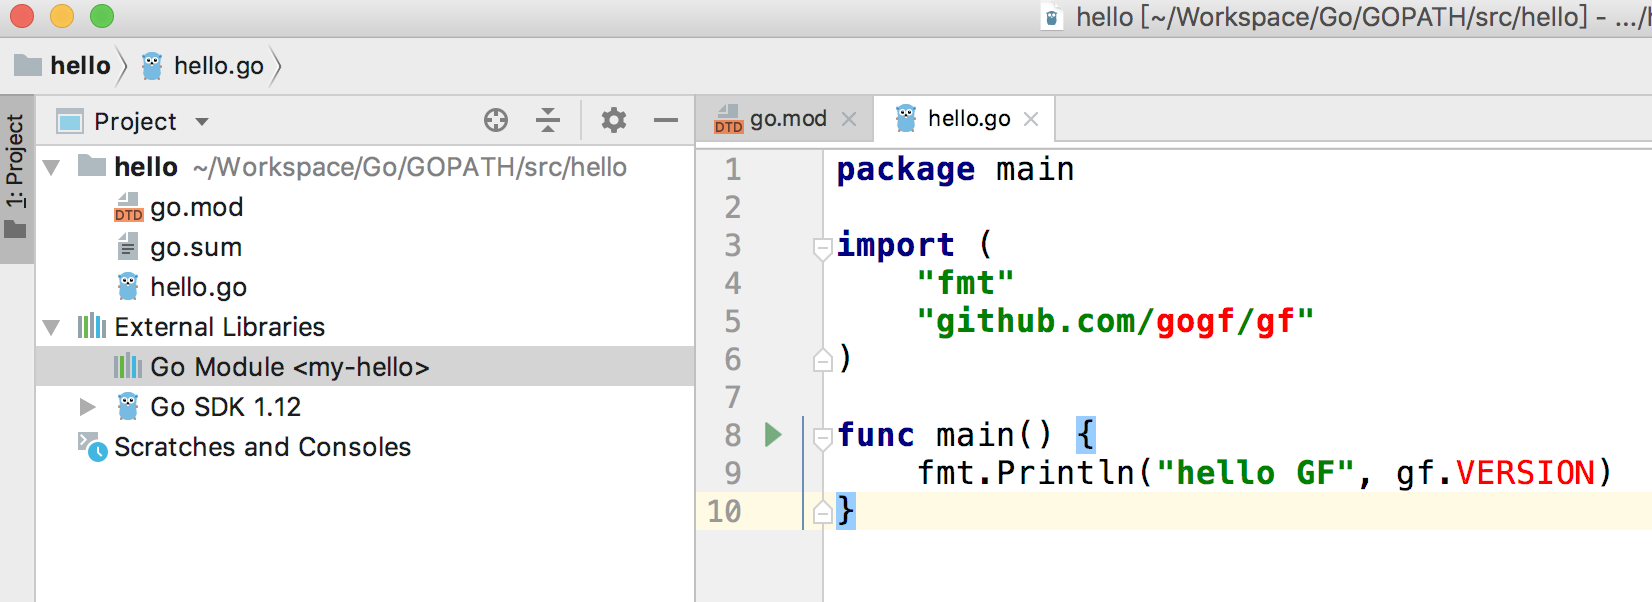 hello [~/Workspace/Go/GOPATH/src/hello] - .../
hello hello.go
1: Project
Project
hello ~/Workspace/Go/GOPATH/src/hello
DTD go.mod
go.sum
hello.go
External Libraries
Go Module <my-hello>
Go SDK 1.12
Scratches and Consoles
DTD go.mod hello.go
1 package main
2
3 import (
4 "fmt"
5 "github.com/gogf/gf"
6 )
7
8 func main() {
9 fmt.Println("hello GF", gf.VERSION)
10 }